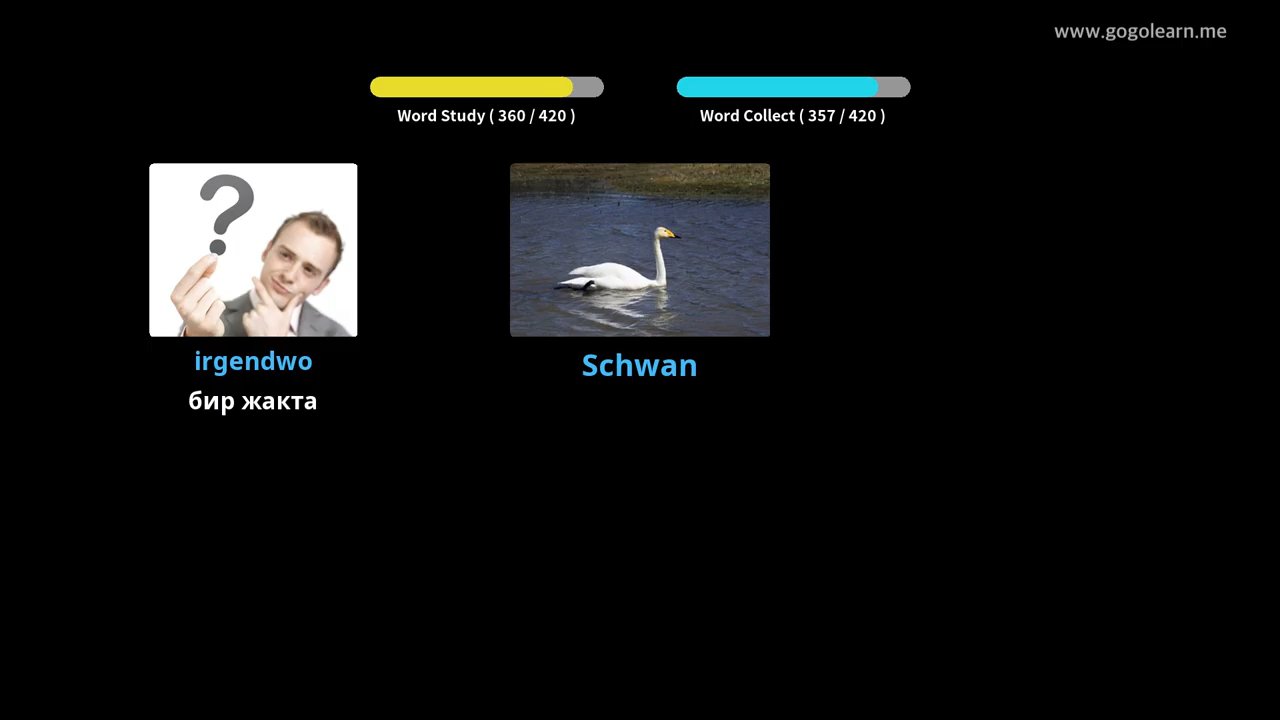 www.gogolearn.me
Word Study ( 360 / 420 )
Word Collect ( 357 / 420 )
irgendwo
бир жакта
Schwan